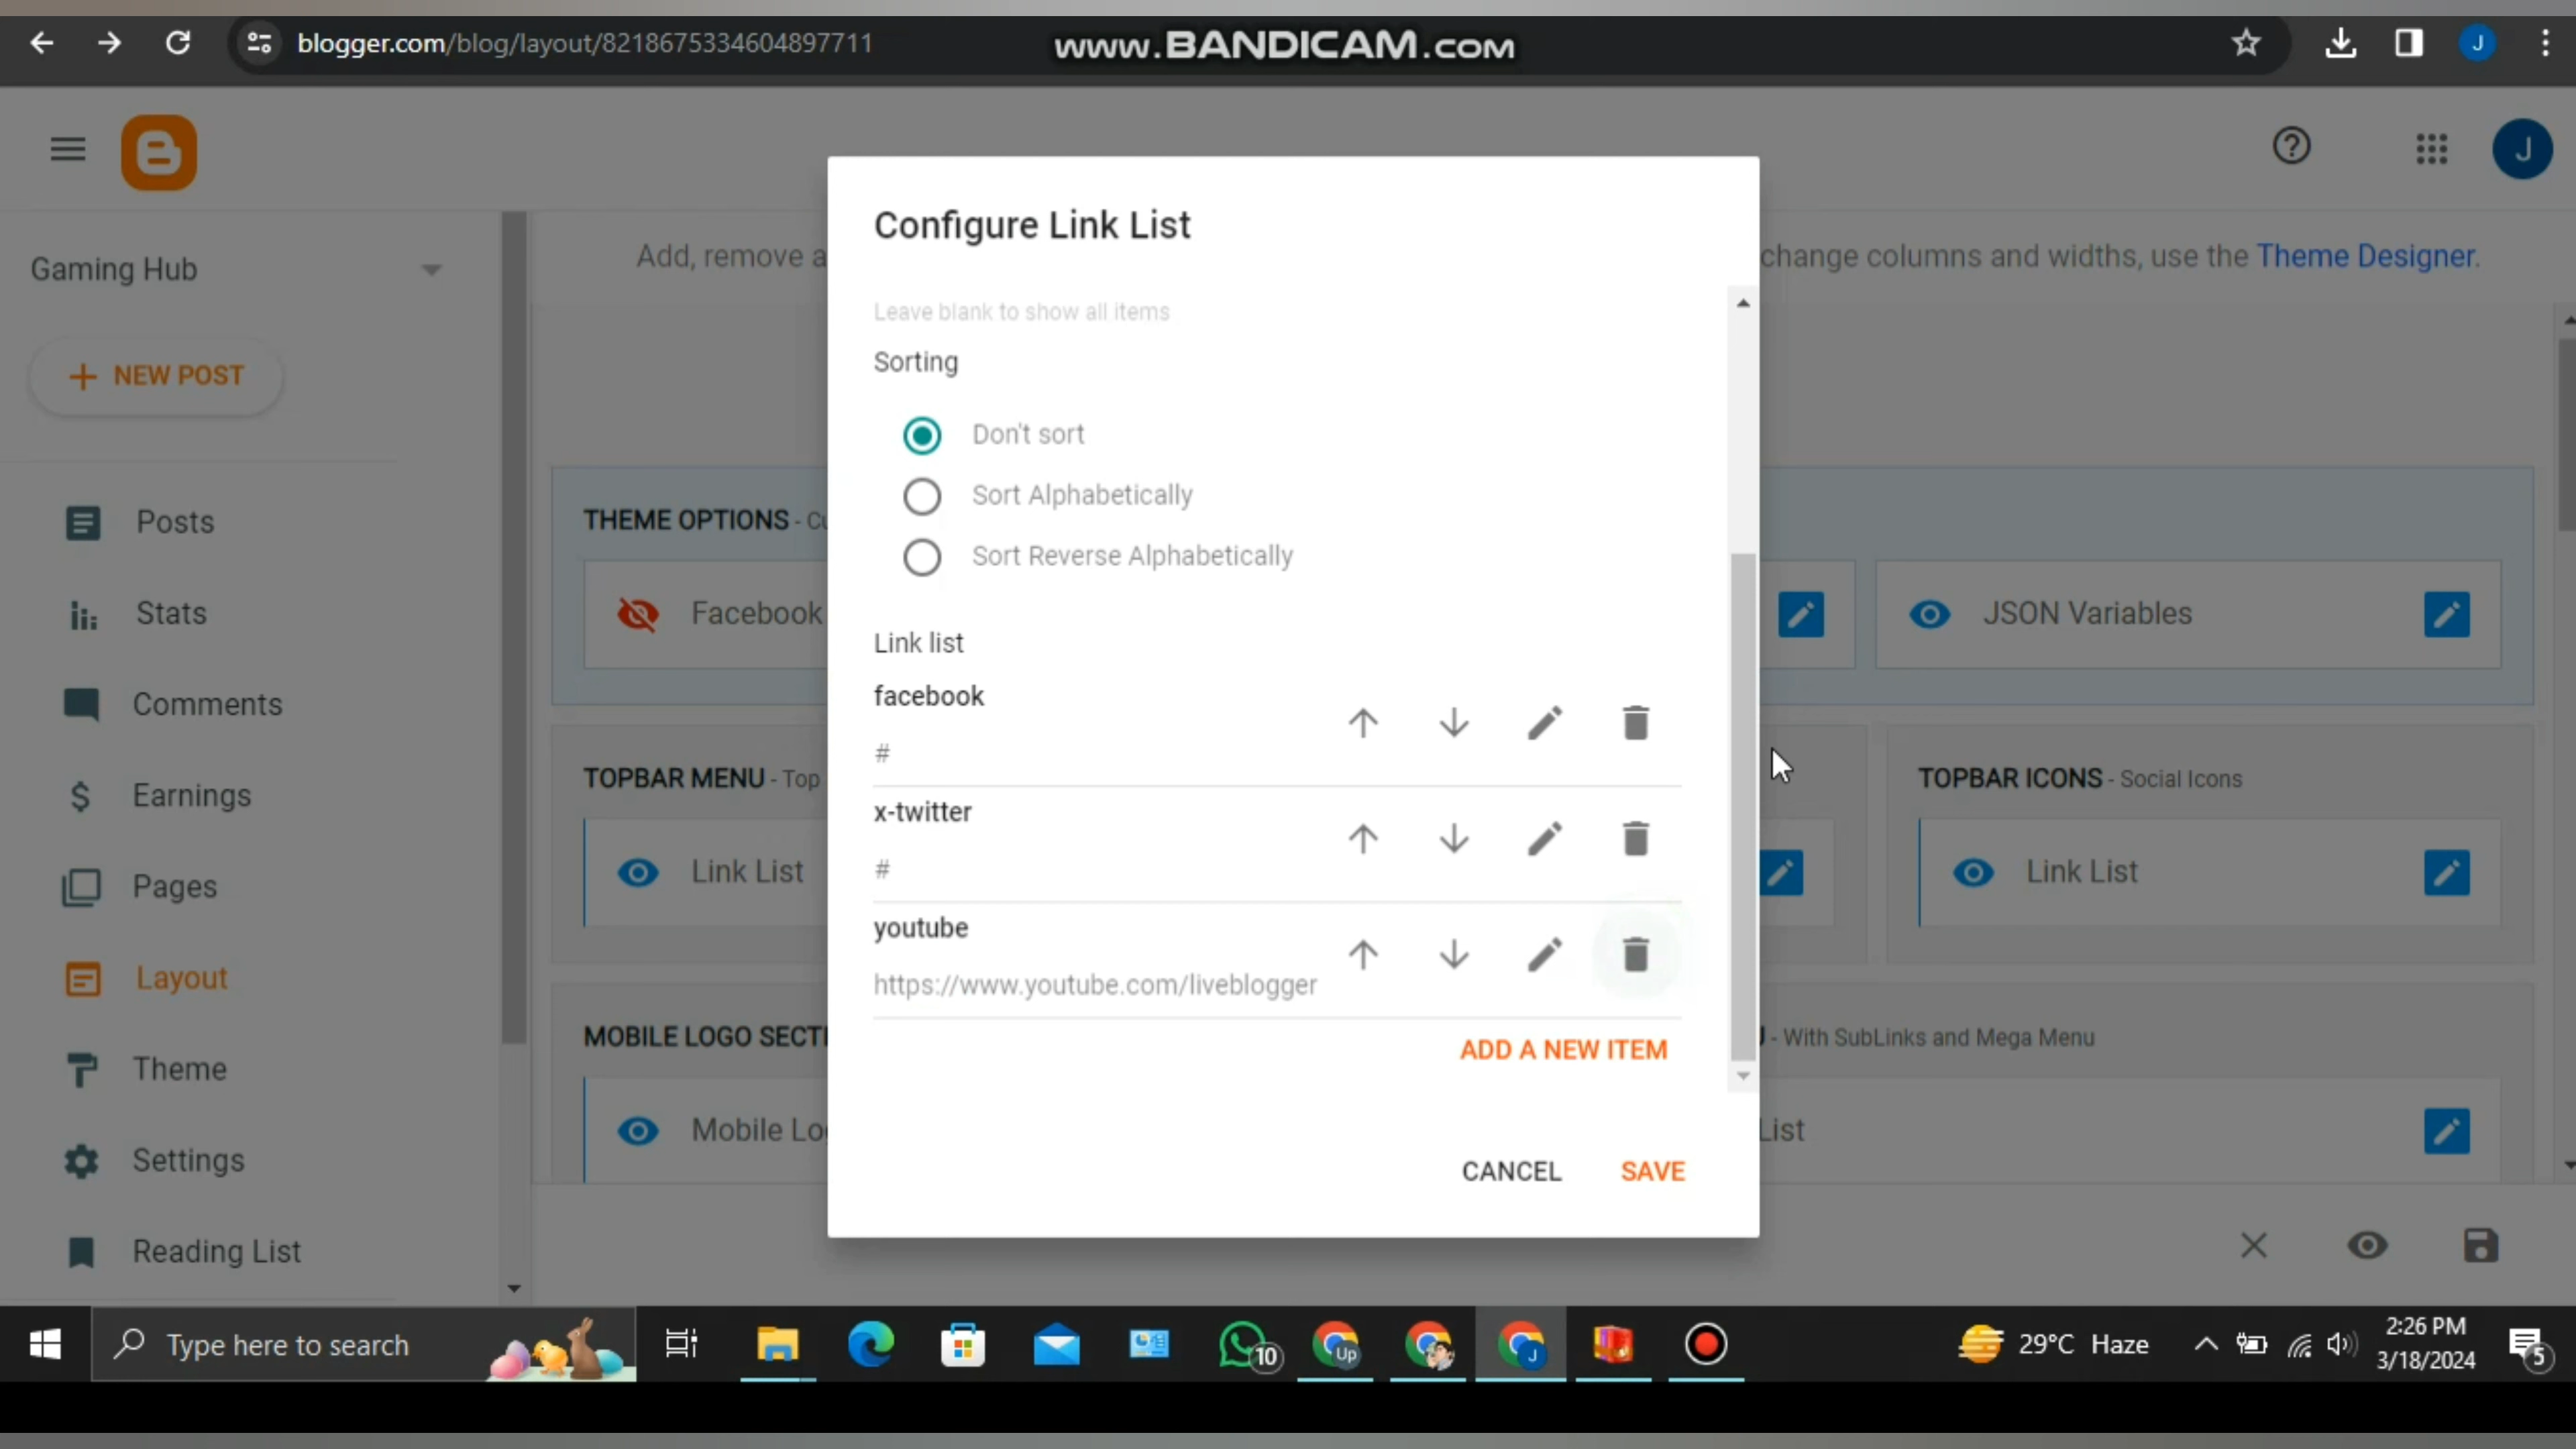 blogger.com/blog/layout/8218675334604897711
www.BANDICAM.com
J
J
Configure Link List
Gaming Hub
Add, remove a
change columns and widths, use the Theme Designer.
Leave blank to show all items
Sorting
NEW POST
Don't sort
Sort Alphabetically
Sort Reverse Alphabetically
Posts
THEME OPTIONS - Cu
Stats
Facebook
JSON Variables
Link list
facebook
#
Comments
TOPBAR MENU - Top
TOPBAR ICONS - Social Icons
Earnings
x-twitter
#
Link List
Link List
Pages
youtube
https://www.youtube.com/liveblogger
Layout
MOBILE LOGO SECTI
- With SubLinks and Mega Menu
ADD A NEW ITEM
Theme
Mobile Lo
List
Settings
CANCEL
SAVE
Reading List
Type here to search
10
Up
J
29°C Haze
2:26 PM
3/18/2024
5